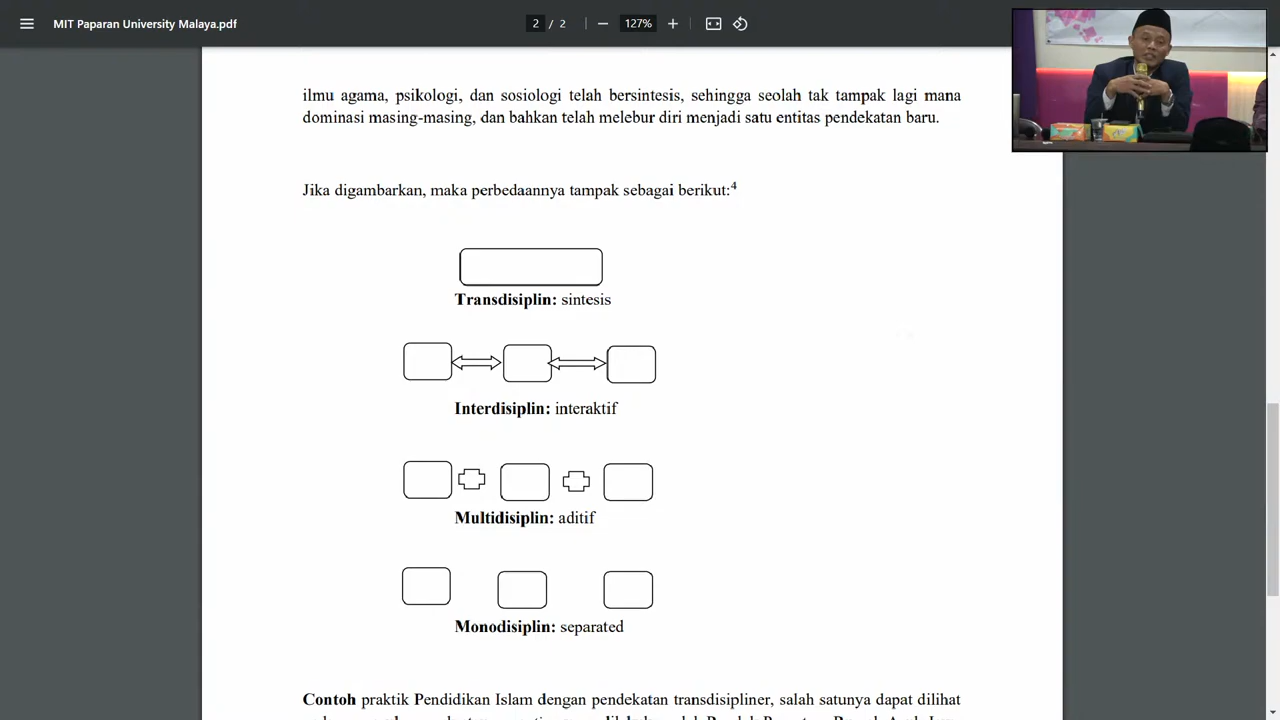 MIT Paparan University Malaya.pdf
2 / 2
127%
ilmu agama, psikologi, dan sosiologi telah bersintesis, sehingga seolah tak tampak lagi mana
dominasi masing-masing, dan bahkan telah melebur diri menjadi satu entitas pendekatan baru.
Jika digambarkan, maka perbedaannya tampak sebagai berikut:4
Transdisiplin: sintesis
Interdisiplin: interaktif
Multidisiplin: aditif
Monodisiplin: separated
Contoh praktik Pendidikan Islam dengan pendekatan transdisipliner, salah satunya dapat dilihat